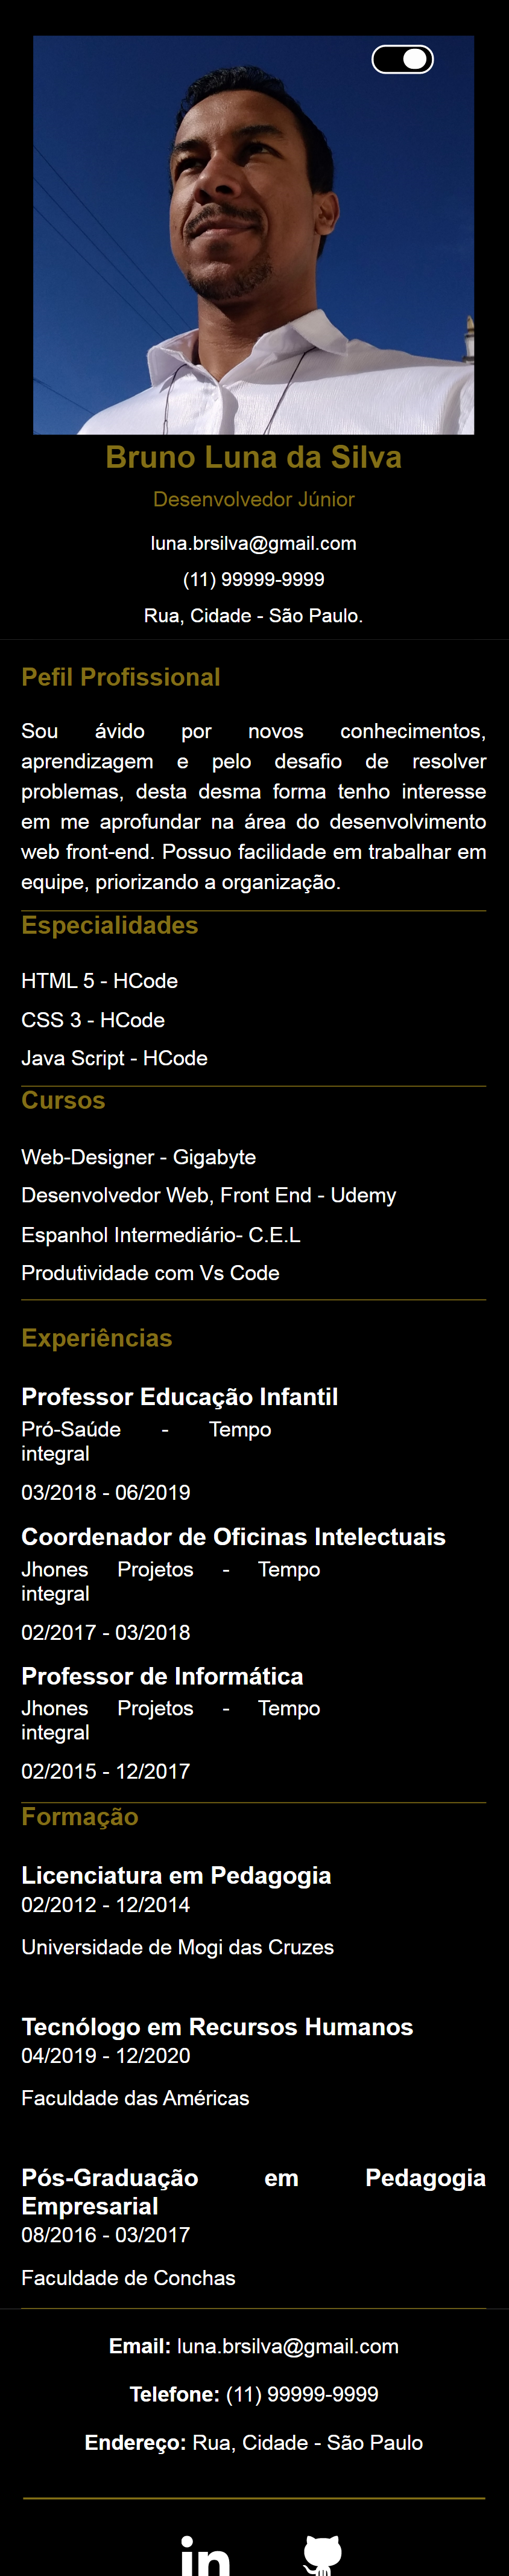 Bruno Luna da Silva
Desenvolvedor Júnior
luna.brsilva@gmail.com
(11) 99999-9999
Rua, Cidade - São Paulo.
Pefil Profissional
Sou ávido por novos conhecimentos,
aprendizagem e pelo desafio de resolver
problemas, desta desma forma tenho interesse
em me aprofundar na área do desenvolvimento
web front-end. Possuo facilidade em trabalhar em
equipe, priorizando a organização.
Especialidades
HTML 5 - HCode
CSS 3 - HCode
Java Script - HCode
Cursos
Web-Designer - Gigabyte
Desenvolvedor Web, Front End - Udemy
Espanhol Intermediário- C.E.L
Produtividade com Vs Code
Experiências
Professor Educação Infantil
Pró-Saúde - Tempo
integral
03/2018 - 06/2019
Coordenador de Oficinas Intelectuais
Jhones Projetos - Tempo
integral
02/2017 - 03/2018
Professor de Informática
Jhones Projetos - Tempo
integral
02/2015 - 12/2017
Formação
Licenciatura em Pedagogia
02/2012 - 12/2014
Universidade de Mogi das Cruzes
Tecnólogo em Recursos Humanos
04/2019 - 12/2020
Faculdade das Américas
Pós-Graduação em Pedagogia
Empresarial
08/2016 - 03/2017
Faculdade de Conchas
Email: luna.brsilva@gmail.com
Telefone: (11) 99999-9999
Endereço: Rua, Cidade - São Paulo
in